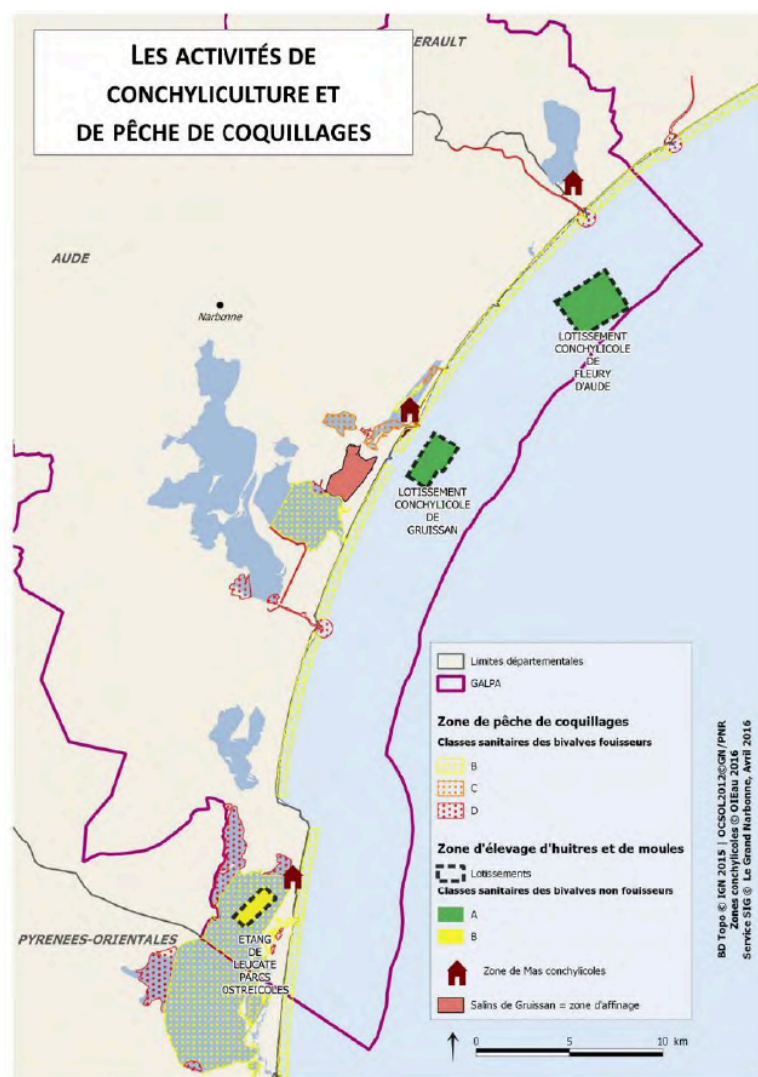 LES ACTIVITÉS DE
CONCHYLICULTURE ET
DE PÊCHE DE COQUILLAGES
ERAULT
AUDE
Narbonne
LOTISSEMENT
CONCHYLICOLE
DE
FLEURY
D'AUDE
LOTISSEMENT
CONCHYLICOLE
DE
GRUISSAN
PYRENEES-ORIENTALES
ETANG
DE
LEUCATE
PARCS
OSTREICOLES
Limites départementales
GALPA
Zone de pêche de coquillages
Classes sanitaires des bivalves fouisseurs
B
C
D
Zone d'élevage d'huitres et de moules
Lotissements
Classes sanitaires des bivalves non fouisseurs
A
B
Zone de Mas conchylicoles
Salins de Gruissan = zone d'affinage
0 5 10 km
BD Topo © IGN 2015 | OCSOL2012©GN/PNR
Zones conchylicoles © OIEau 2016
Service SIG © Le Grand Narbonne, Avril 2016